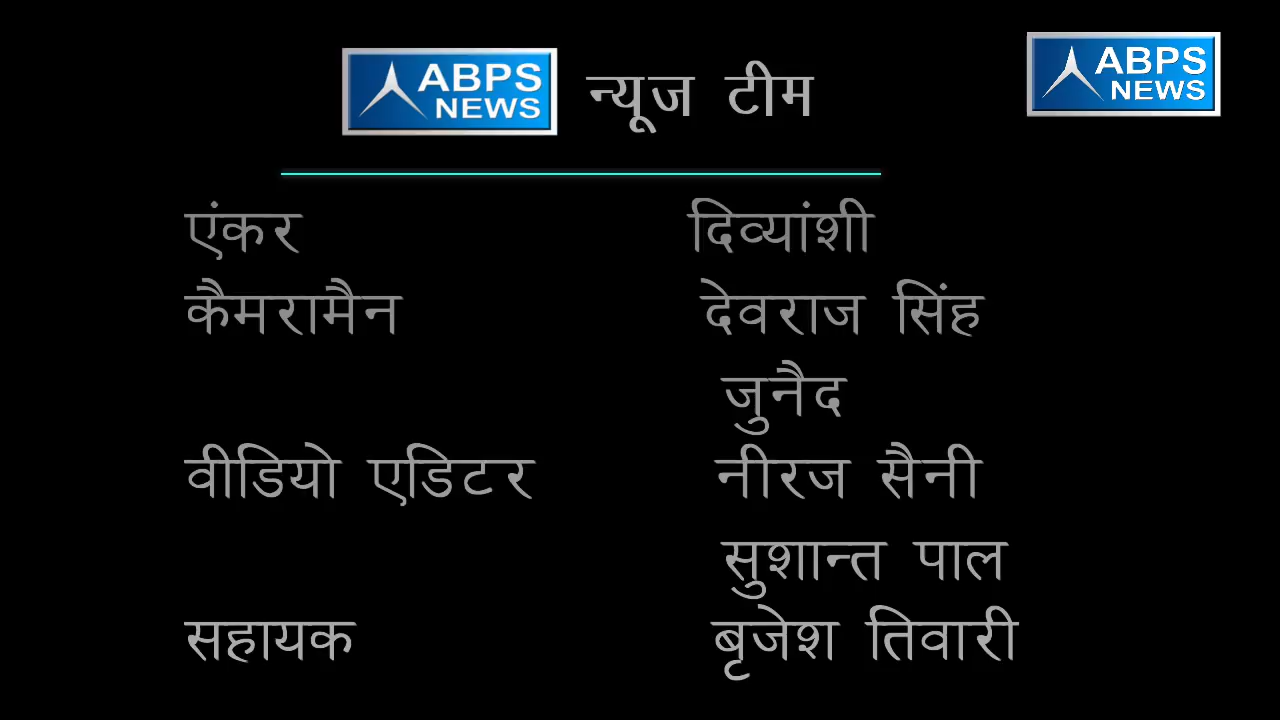 ABPS NEWS न्यूज टीम
ABPS NEWS
एंकर दिव्यांशी
कैमरामैन देवराज सिंह
जुनैद
वीडियो एडिटर नीरज सैनी
सुशान्त पाल
सहायक बृजेश तिवारी